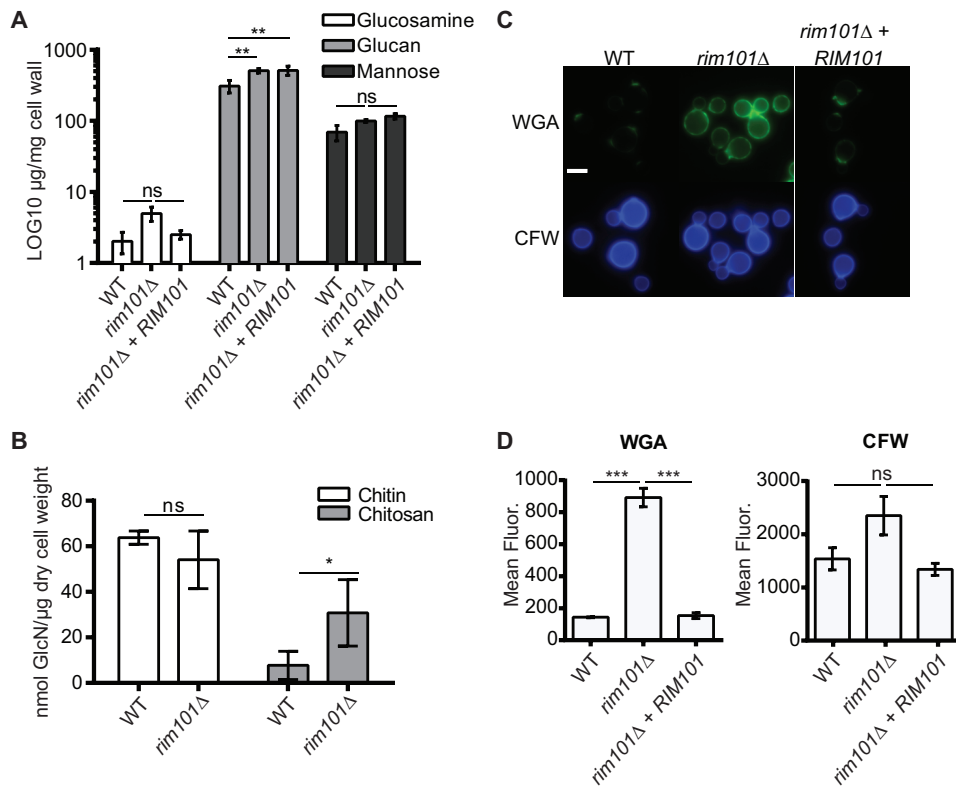 A
Glucosamine
Glucan
Mannose
LOG10 µg/mg cell wall
1000
100
10
1
ns
**
**
ns
WT
rim101Δ
rim101Δ + RIM101
WT
rim101Δ
rim101Δ + RIM101
WT
rim101Δ
rim101Δ + RIM101
B
Chitin
Chitosan
nmol GlcN/µg dry cell weight
80
60
40
20
0
ns
*
WT
rim101Δ
WT
rim101Δ
C
WT
rim101Δ
rim101Δ +
RIM101
WGA
CFW
D
WGA
Mean Fluor.
1000
800
600
400
200
0
***
***
WT
rim101Δ
rim101Δ + RIM101
CFW
Mean Fluor.
3000
2000
1000
0
ns
WT
rim101Δ
rim101Δ + RIM101